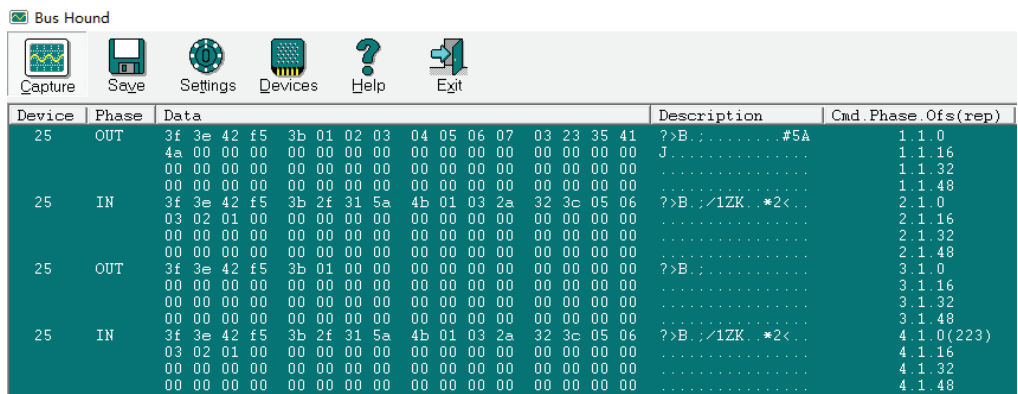 Bus Hound
Capture Save Settings Devices Help Exit
Device Phase Data Description Cmd.Phase.Ofs(rep)
25 OUT 3f 3e 42 f5 3b 01 02 03 04 05 06 07 03 23 35 41 ?>B.;........#5A 1.1.0
4a 00 00 00 00 00 00 00 00 00 00 00 00 00 00 00 J............... 1.1.16
00 00 00 00 00 00 00 00 00 00 00 00 00 00 00 00 ................ 1.1.32
00 00 00 00 00 00 00 00 00 00 00 00 00 00 00 00 ................ 1.1.48
25 IN 3f 3e 42 f5 3b 2f 31 5a 4b 01 03 2a 32 3c 05 06 ?>B.;/1ZK..*2<.. 2.1.0
03 02 01 00 00 00 00 00 00 00 00 00 00 00 00 00 ................ 2.1.16
00 00 00 00 00 00 00 00 00 00 00 00 00 00 00 00 ................ 2.1.32
00 00 00 00 00 00 00 00 00 00 00 00 00 00 00 00 ................ 2.1.48
25 OUT 3f 3e 42 f5 3b 01 00 00 00 00 00 00 00 00 00 00 ?>B.;........... 3.1.0
00 00 00 00 00 00 00 00 00 00 00 00 00 00 00 00 ................ 3.1.16
00 00 00 00 00 00 00 00 00 00 00 00 00 00 00 00 ................ 3.1.32
00 00 00 00 00 00 00 00 00 00 00 00 00 00 00 00 ................ 3.1.48
25 IN 3f 3e 42 f5 3b 2f 31 5a 4b 01 03 2a 32 3c 05 06 ?>B.;/1ZK..*2<.. 4.1.0(223)
03 02 01 00 00 00 00 00 00 00 00 00 00 00 00 00 ................ 4.1.16
00 00 00 00 00 00 00 00 00 00 00 00 00 00 00 00 ................ 4.1.32
00 00 00 00 00 00 00 00 00 00 00 00 00 00 00 00 ................ 4.1.48